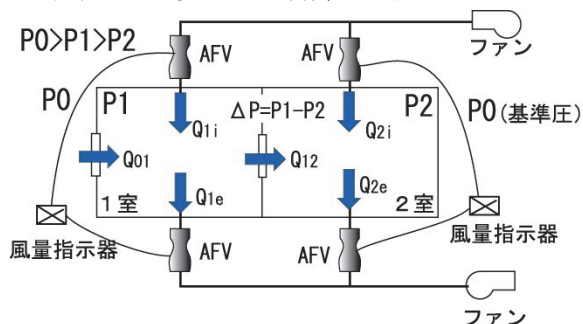 P0>P1>P2
AFV
AFV
ファン
P0
P1
ΔP=P1-P2
P2
P0(基準圧)
Q1i
Q2i
Q01
Q12
Q1e
Q2e
1室
2室
風量指示器
AFV
AFV
風量指示器
ファン